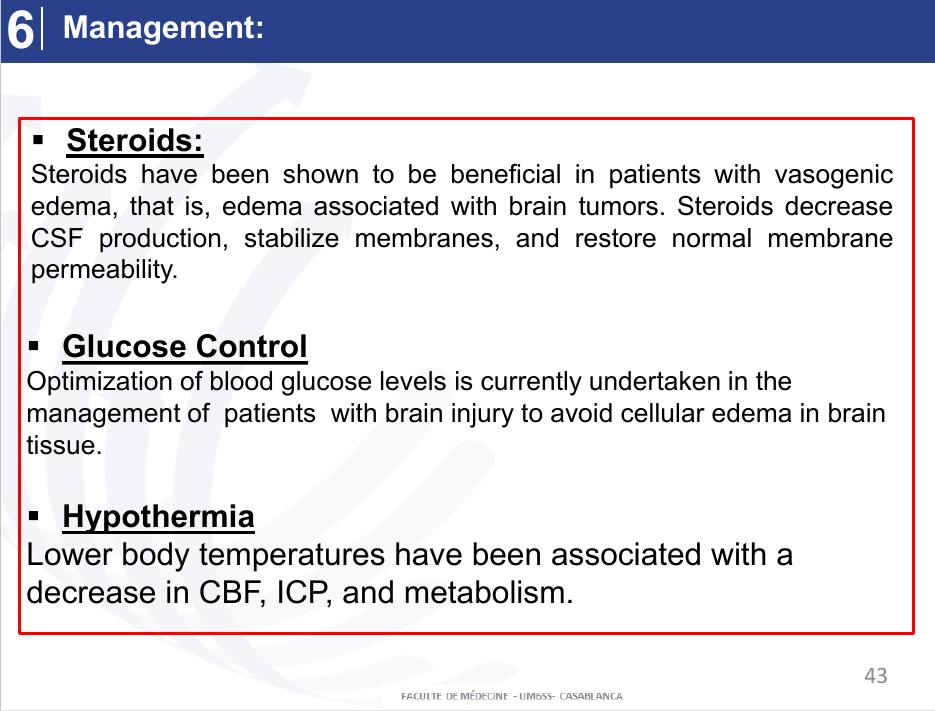 6 Management:
▪ Steroids:
Steroids have been shown to be beneficial in patients with vasogenic
edema, that is, edema associated with brain tumors. Steroids decrease
CSF production, stabilize membranes, and restore normal membrane
permeability.
▪ Glucose Control
Optimization of blood glucose levels is currently undertaken in the
management of patients with brain injury to avoid cellular edema in brain
tissue.
▪ Hypothermia
Lower body temperatures have been associated with a
decrease in CBF, ICP, and metabolism.
43
FACULTE DE MÉDECINE - UM6SS- CASABLANCA